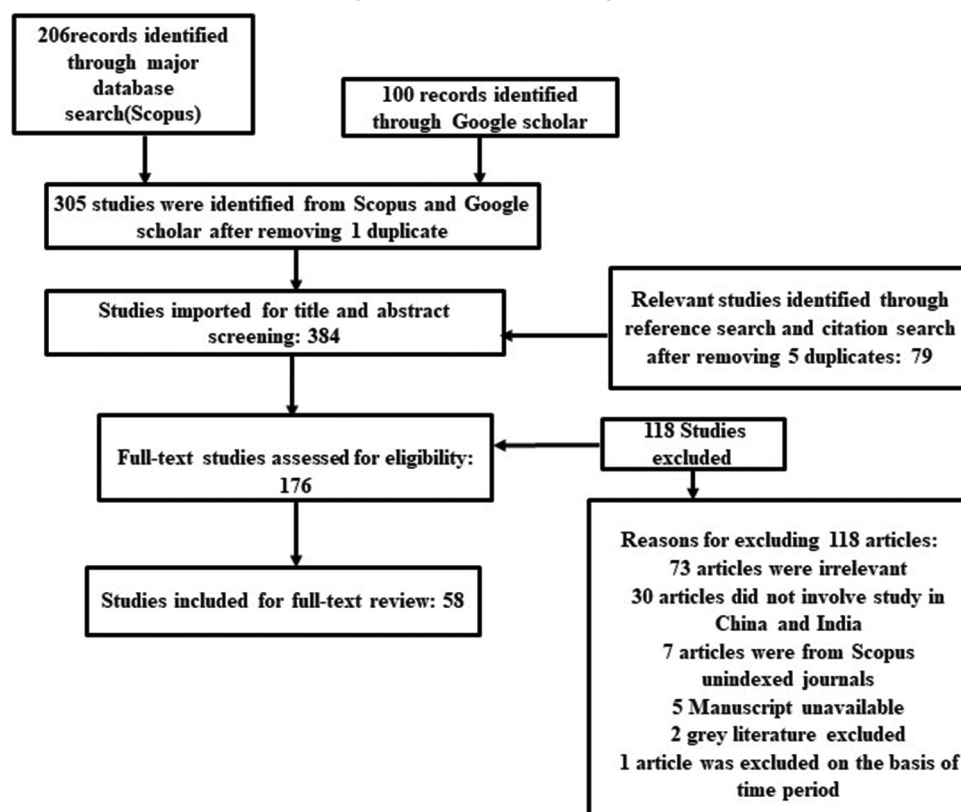 206records identified
through major
database
search(Scopus)
100 records identified
through Google scholar
305 studies were identified from Scopus and Google
scholar after removing 1 duplicate
Studies imported for title and abstract
screening: 384
Relevant studies identified through
reference search and citation search
after removing 5 duplicates: 79
Full-text studies assessed for eligibility:
176
118 Studies
excluded
Studies included for full-text review: 58
Reasons for excluding 118 articles:
73 articles were irrelevant
30 articles did not involve study in
China and India
7 articles were from Scopus
unindexed journals
5 Manuscript unavailable
2 grey literature excluded
1 article was excluded on the basis of
time period